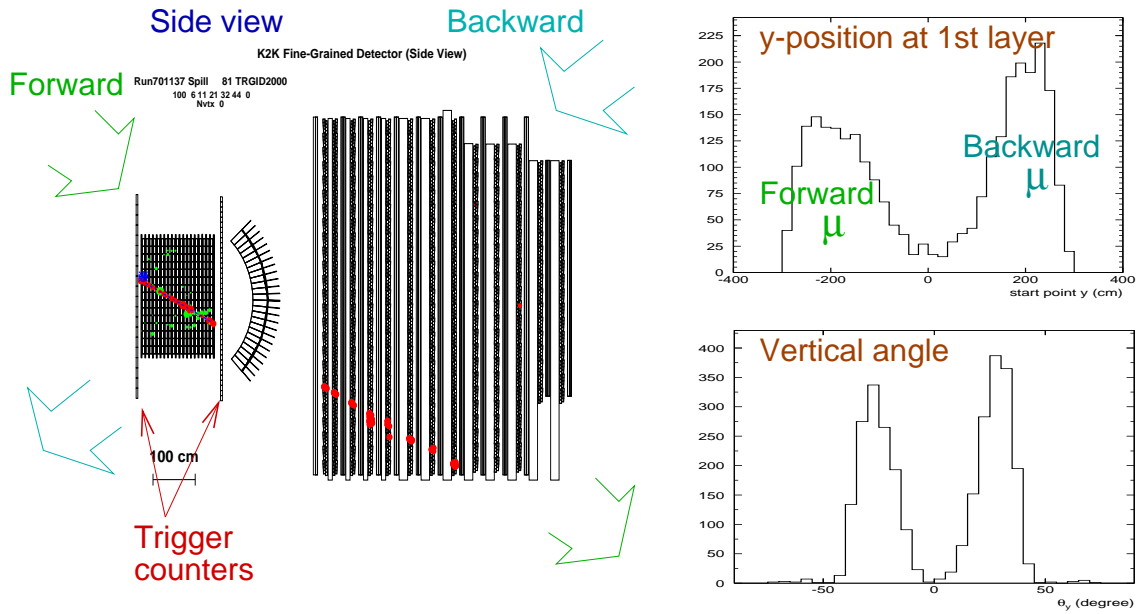 Side view
Backward
K2K Fine-Grained Detector (Side View)
Run701137 Spill 81 TRGID2000
100 6 11 21 32 44 0
Nvtx 0
Forward
100 cm
Trigger
counters
y-position at 1st layer
225
200
175
150
125
100
75
50
25
0
Backward
μ
Forward
μ
-400
-200
0
200
400
start point y (cm)
Vertical angle
400
350
300
250
200
150
100
50
0
-50
0
50
θy (degree)